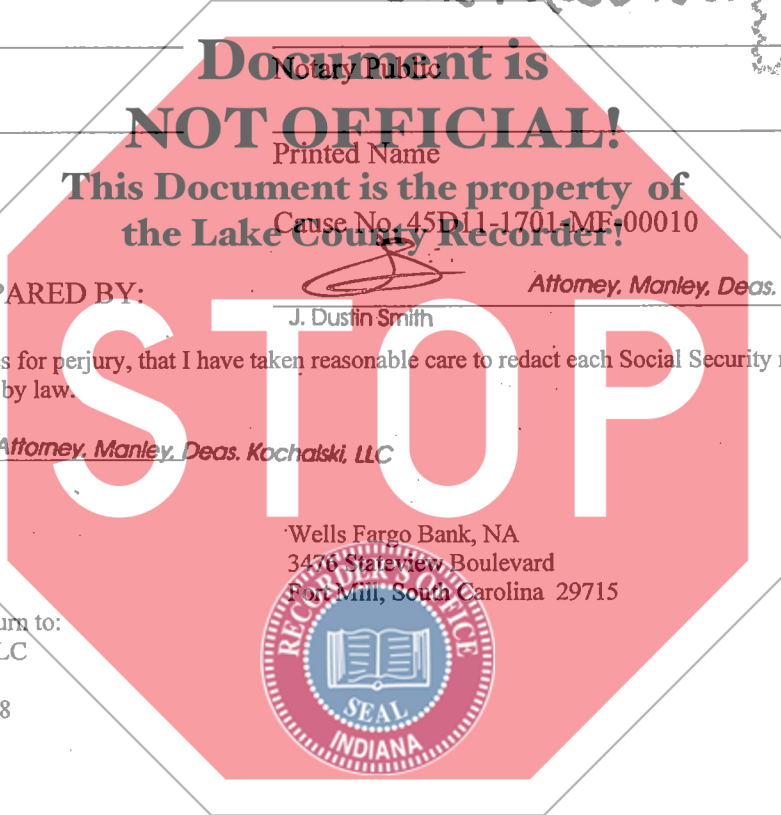 Document is
Notary Public
NOT OFFICIAL!
Printed Name
This Document is the property of
the Lake County Recorder!
Cause No. 45D11-1701-MF-00010
PARED BY:
Attorney, Manley, Deas.
J. Dustin Smith
s for perjury, that I have taken reasonable care to redact each Social Security
by law.
Attorney, Manley, Deas. Kochalski, LLC
STOP
Wells Fargo Bank, NA
3476 Stateview Boulevard
Fort Mill, South Carolina 29715
urn to:
LC
8
RECORDER'S OFFICE
SEAL
INDIANA